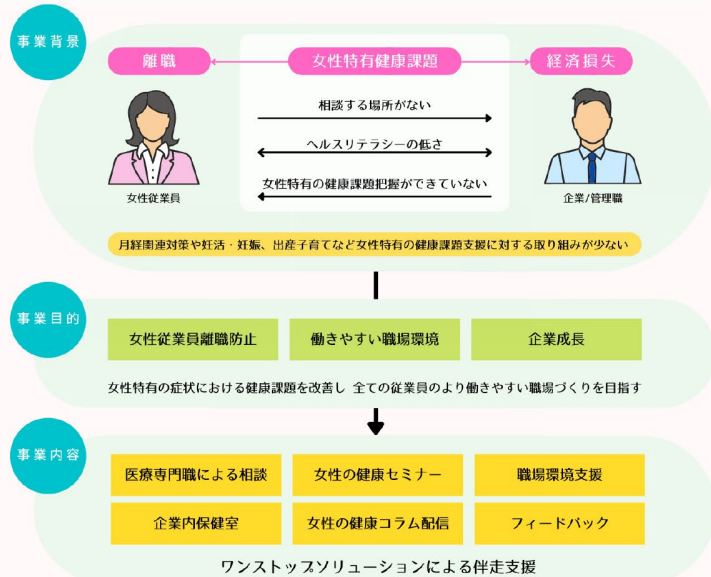 事業背景
離職
女性特有健康課題
経済損失
相談する場所がない
ヘルスリテラシーの低さ
女性特有の健康課題把握ができていない
女性従業員
企業/管理職
月経関連対策や妊活・妊娠、出産子育てなど女性特有の健康課題支援に対する取り組みが少ない
事業目的
女性従業員離職防止
働きやすい職場環境
企業成長
女性特有の症状における健康課題を改善し 全ての従業員のより働きやすい職場づくりを目指す
事業内容
医療専門職による相談
女性の健康セミナー
職場環境支援
企業内保健室
女性の健康コラム配信
フィードバック
ワンストップソリューションによる伴走支援